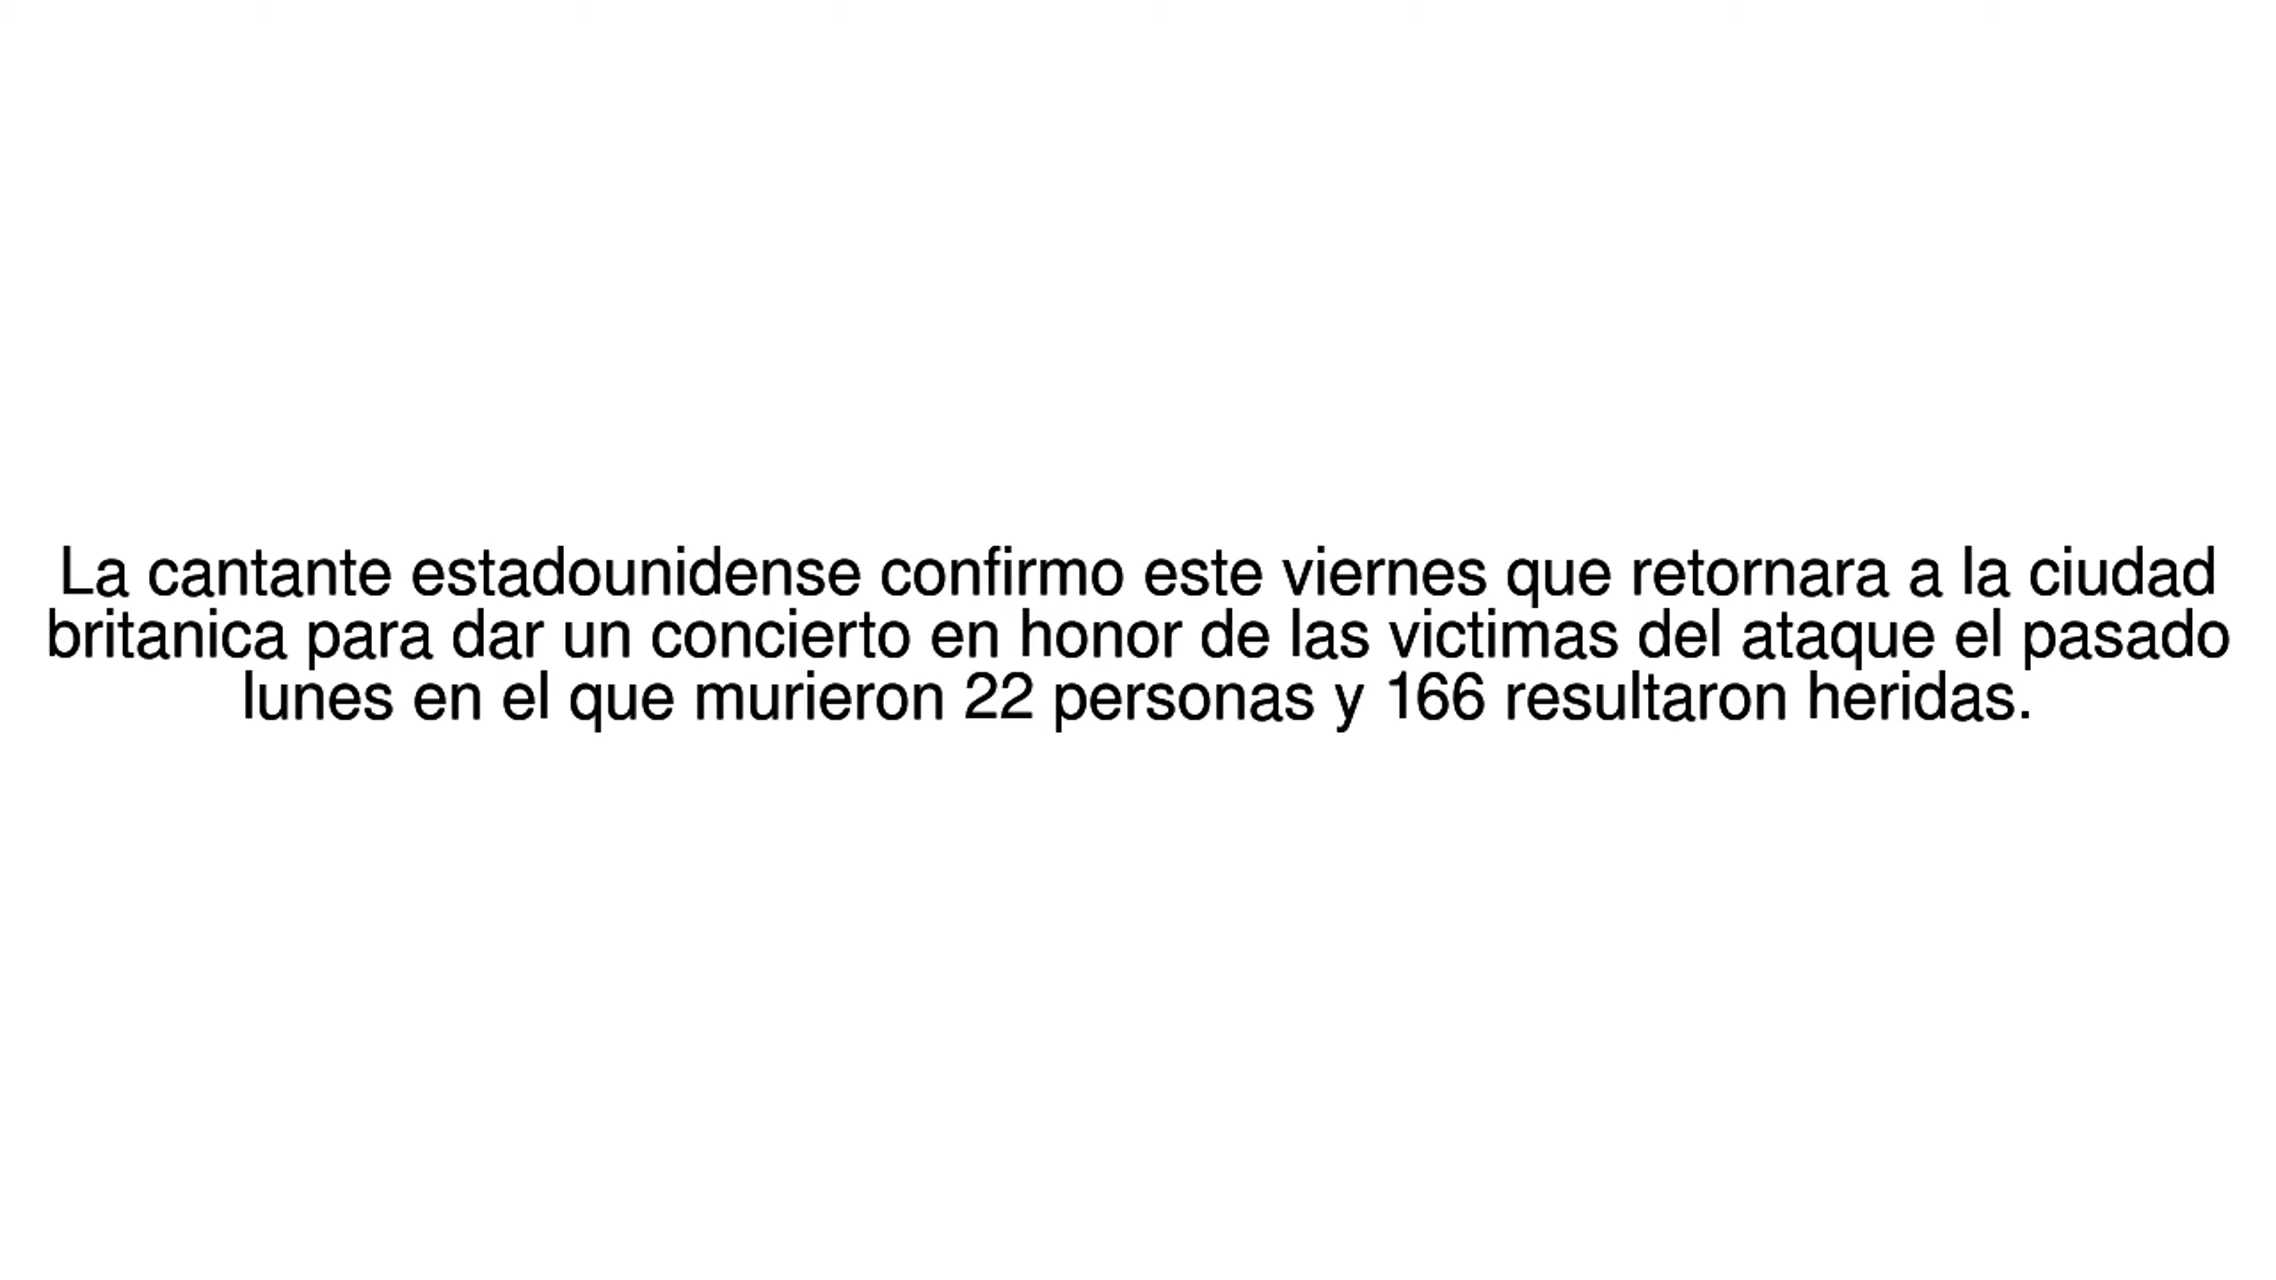 La cantante estadounidense confirmo este viernes que retornara a la ciudad
britanica para dar un concierto en honor de las victimas del ataque el pasado
lunes en el que murieron 22 personas y 166 resultaron heridas.